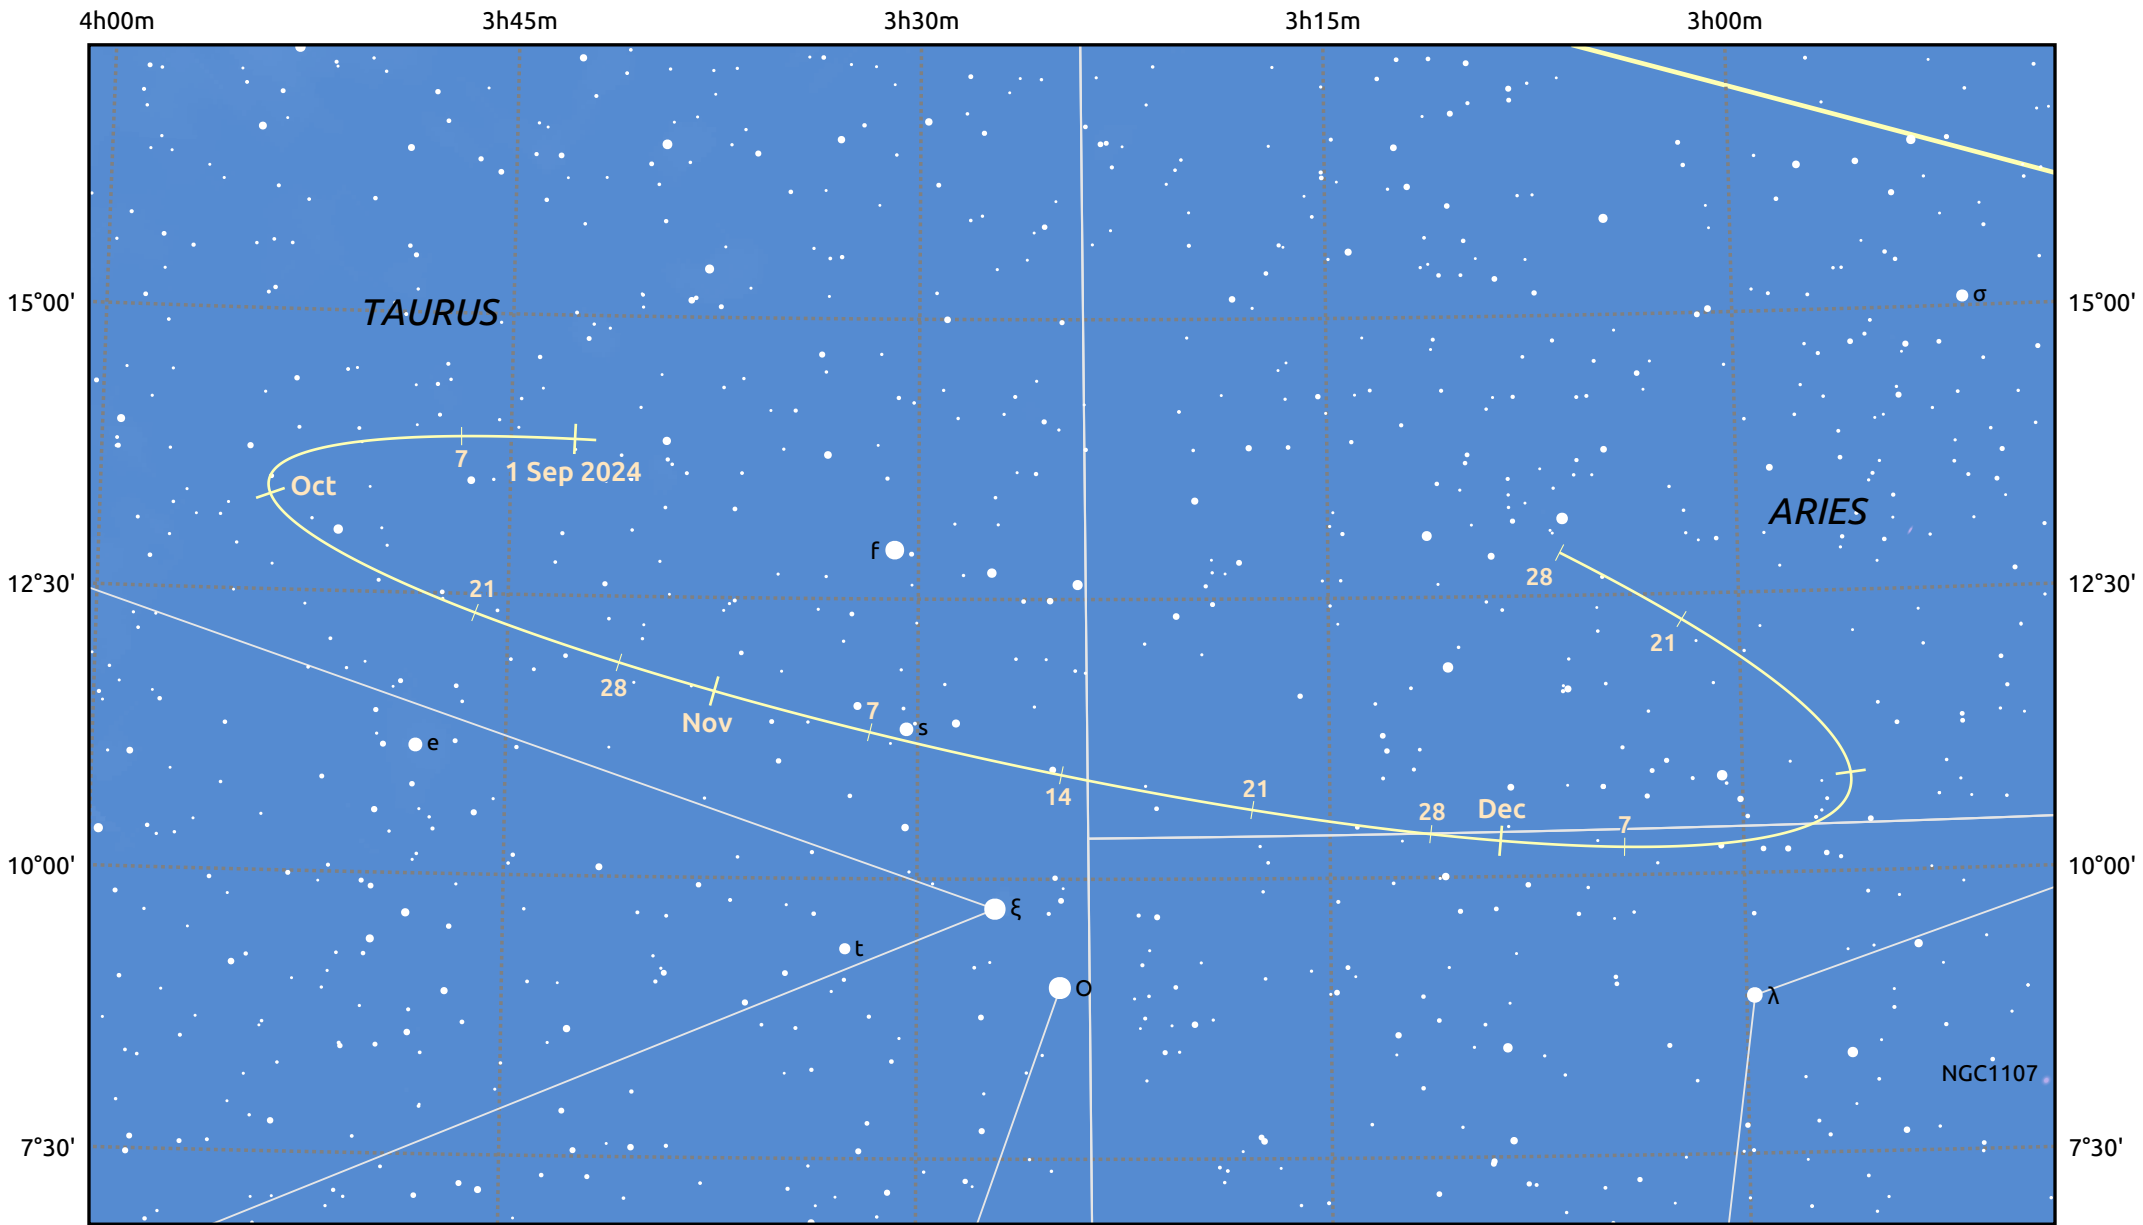 4h00m 3h45m 3h30m 3h15m 3h00m
15°00' 15°00'
σ
TAURUS
7
1 Sep 2024
Oct
ARIES
f
12°30' 12°30'
28
21
21
28
Nov
7
s
e
14
21
28
Dec
7
10°00' 10°00'
ξ
t
ο
λ
NGC1107
7°30' 7°30'